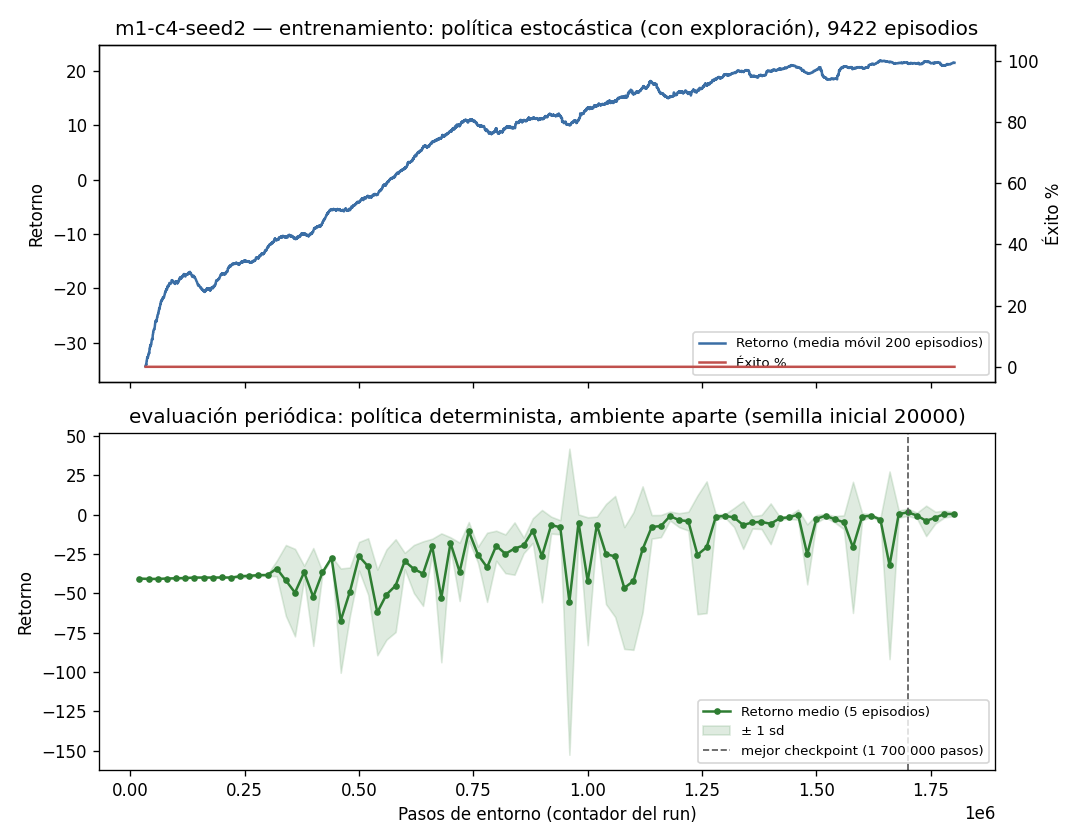 m1-c4-seed2 — entrenamiento: política estocástica (con exploración), 9422 episodios
20
10
0
−10
−20
−30
Retorno
100
80
60
40
20
0
Éxito %
Retorno (media móvil 200 episodios)
Éxito %
evaluación periódica: política determinista, ambiente aparte (semilla inicial 20000)
50
25
0
−25
−50
−75
−100
−125
−150
Retorno
Retorno medio (5 episodios)
± 1 sd
mejor checkpoint (1 700 000 pasos)
0.00 0.25 0.50 0.75 1.00 1.25 1.50 1.75
1e6
Pasos de entorno (contador del run)